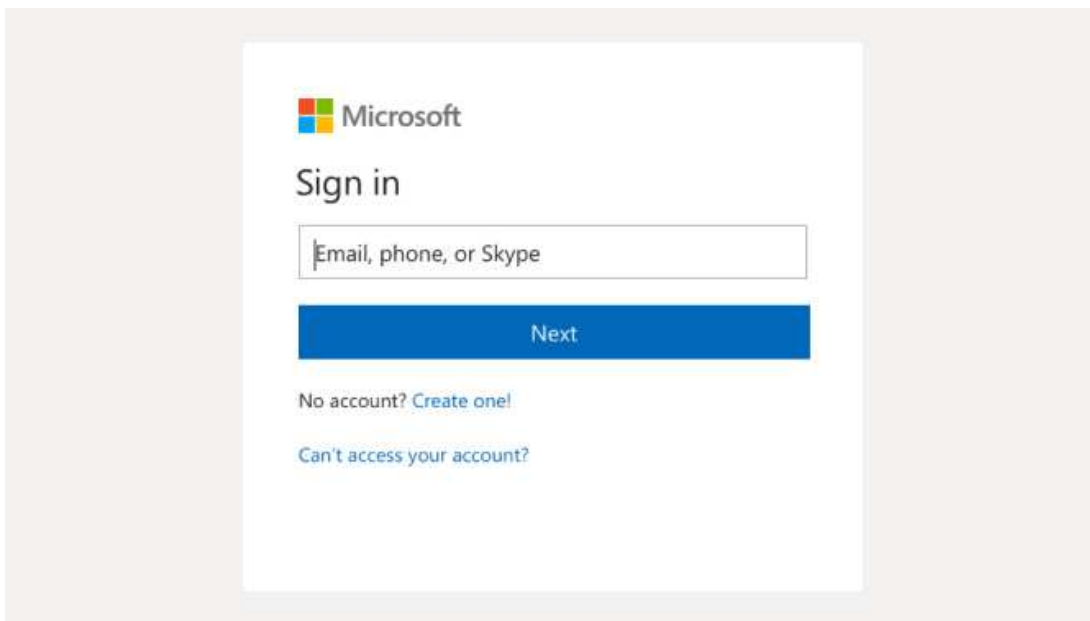 Microsoft
Sign in
Email, phone, or Skype
Next
No account? Create one!
Can't access your account?